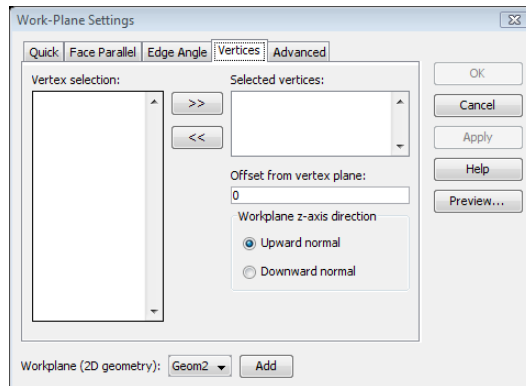 Work-Plane Settings
Quick Face Parallel Edge Angle Vertices Advanced
Vertex selection:
>>
<<
Selected vertices:
Offset from vertex plane:
0
Workplane z-axis direction
Upward normal
Downward normal
OK
Cancel
Apply
Help
Preview...
Workplane (2D geometry): Geom2 Add